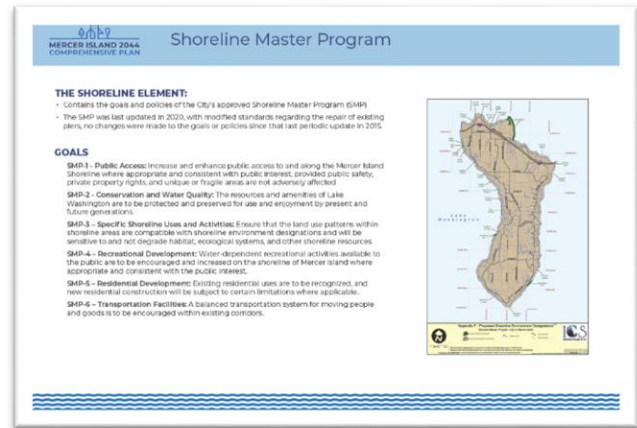 MERCER ISLAND 2044
COMPREHENSIVE PLAN
Shoreline Master Program
THE SHORELINE ELEMENT:
• Contains the goals and policies of the City's approved Shoreline Master Program (SMP)
• The SMP was last updated in 2020, with modified standards regarding the repair of existing
piers, no changes were made to the goals or policies since that last periodic update in 2015.
GOALS
SMP-1 - Public Access: Increase and enhance public access to and along the Mercer Island
Shoreline where appropriate and consistent with public interest, provided public safety,
private property rights, and unique or fragile areas are not adversely affected
SMP-2 - Conservation and Water Quality: The resources and amenities of Lake
Washington are to be protected and preserved for use and enjoyment by present and
future generations.
SMP-3 – Specific Shoreline Uses and Activities: Ensure that the land use patterns within
shoreline areas are compatible with shoreline environment designations and will be
sensitive to and not degrade habitat, ecological systems, and other shoreline resources
SMP-4 – Recreational Development: Water-dependent recreational activities available to
the public are to be encouraged and increased on the shoreline of Mercer Island where
appropriate and consistent with the public interest.
SMP-5 – Residential Development: Existing residential uses are to be recognized, and
new residential construction will be subject to certain limitations where applicable.
SMP-6 – Transportation Facilities: A balanced transportation system for moving people
and goods is to be encouraged within existing corridors.
Lake
Washington